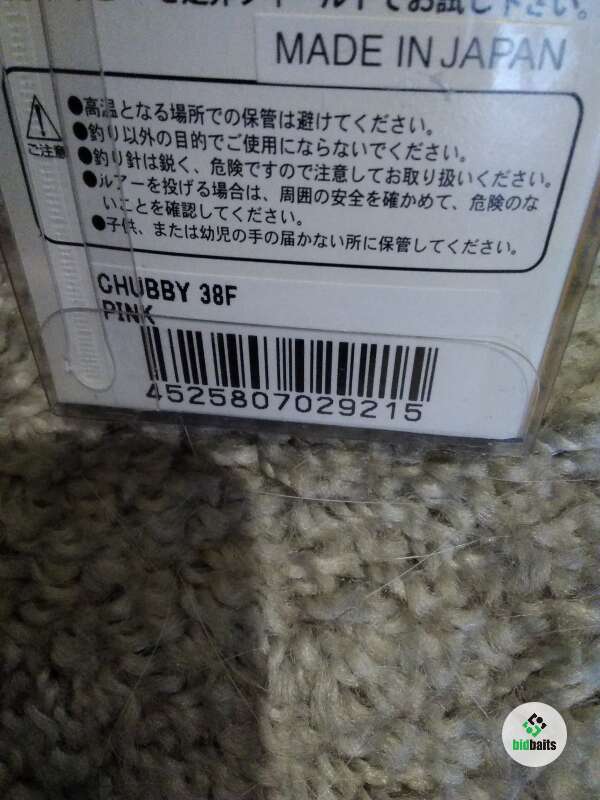 でお試し下さい。
MADE IN JAPAN
ご注意
●高温となる場所での保管は避けてください。
●釣り以外の目的でご使用にならないでください。
●釣り針は鋭く、危険ですので注意してお取り扱いください。
●ルアーを投げる場合は、周囲の安全を確かめて、危険のな
いことを確認してください。
●子供、または幼児の手の届かない所に保管してください。
CHUBBY 38F
PINK
4525807029215
bidbaits